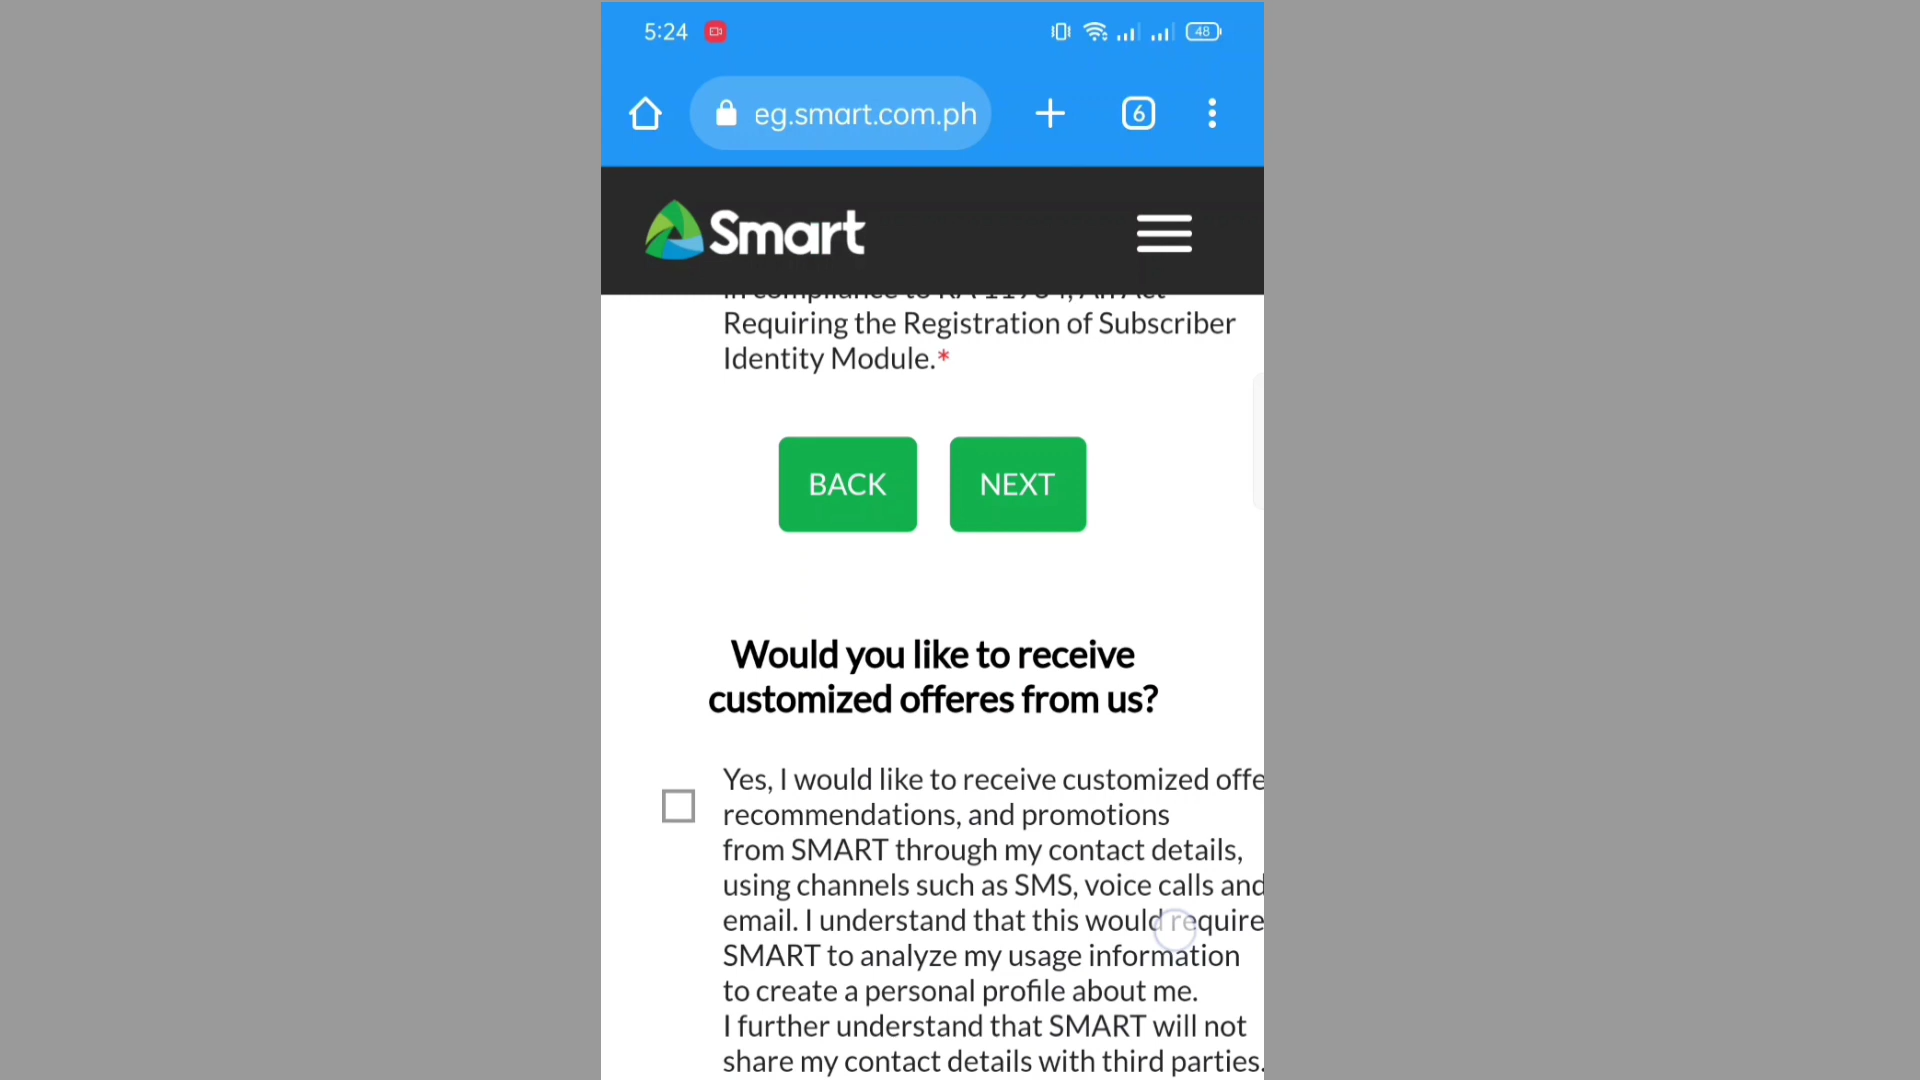 5:24
48
eg.smart.com.ph
6
Smart
Requiring the Registration of Subscriber
Identity Module.*
BACK
NEXT
Would you like to receive
customized offeres from us?
Yes, I would like to receive customized offe
recommendations, and promotions
from SMART through my contact details,
using channels such as SMS, voice calls and
email. I understand that this would require
SMART to analyze my usage information
to create a personal profile about me.
I further understand that SMART will not
share my contact details with third parties.